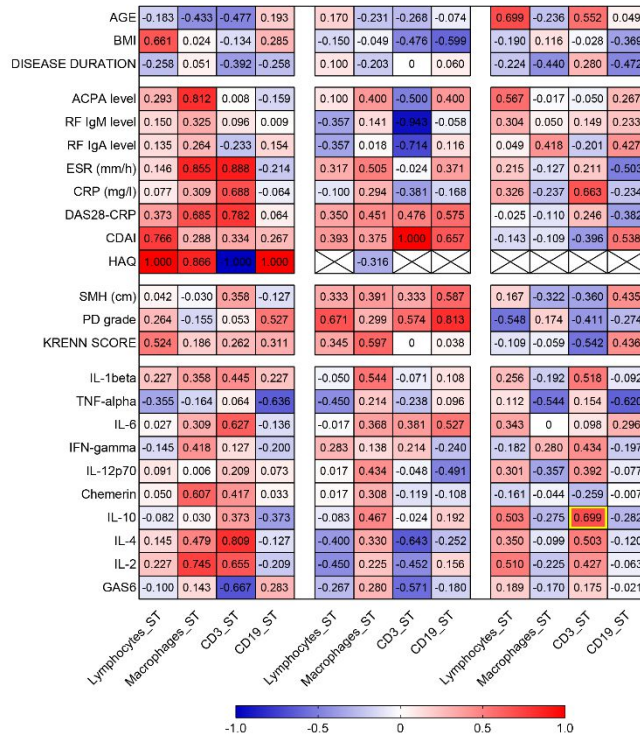 AGE -0.183 -0.433 -0.477 0.193 0.170 -0.231 -0.268 -0.074 0.699 -0.236 0.552 0.049
BMI 0.661 0.024 -0.134 0.285 -0.150 -0.049 -0.476 -0.599 -0.190 0.116 -0.028 -0.369
DISEASE DURATION -0.258 0.051 -0.392 -0.258 0.100 -0.203 0 0.060 -0.224 -0.440 0.280 -0.472
ACPA level 0.293 0.812 0.008 -0.159 0.100 0.400 -0.500 0.400 0.567 -0.017 -0.050 0.267
RF IgM level 0.150 0.325 0.096 0.009 -0.357 0.141 -0.943 -0.058 0.304 0.050 0.149 0.233
RF IgA level 0.135 0.264 -0.233 0.154 -0.357 0.018 -0.714 0.116 0.049 0.418 -0.201 0.427
ESR (mm/h) 0.146 0.855 0.888 -0.214 0.317 0.505 -0.024 0.371 0.215 -0.127 0.211 -0.503
CRP (mg/l) 0.077 0.309 0.688 -0.064 -0.100 0.294 -0.381 -0.168 0.326 -0.237 0.663 -0.234
DAS28-CRP 0.373 0.685 0.782 0.064 0.350 0.451 0.476 0.575 -0.025 -0.110 0.246 -0.382
CDAI 0.766 0.288 0.334 0.267 0.393 0.375 1.000 0.657 -0.143 -0.109 -0.396 0.538
HAQ 1.000 0.866 -1.000 1.000 -0.316
SMH (cm) 0.042 -0.030 0.358 -0.127 0.333 0.391 0.333 0.587 0.167 -0.322 -0.360 0.435
PD grade 0.264 -0.155 0.053 0.527 0.671 0.299 0.574 0.813 -0.548 0.174 -0.411 -0.274
KRENN SCORE 0.524 0.186 0.262 0.311 0.345 0.597 0 0.038 -0.109 -0.059 -0.542 0.436
IL-1beta 0.227 0.358 0.445 0.227 -0.050 0.544 -0.071 0.108 0.256 -0.192 0.518 -0.092
TNF-alpha -0.355 -0.164 0.064 -0.636 -0.450 0.214 -0.238 0.096 0.112 -0.544 0.154 -0.620
IL-6 0.027 0.309 0.627 -0.136 -0.017 0.368 0.381 0.527 0.343 0 0.098 0.296
IFN-gamma -0.145 0.418 0.127 -0.200 0.283 0.138 0.214 -0.240 -0.182 0.280 0.434 -0.197
IL-12p70 0.091 0.006 0.209 0.073 0.017 0.434 -0.048 -0.491 0.301 -0.357 0.392 -0.077
Chemerin 0.050 0.607 0.417 0.033 0.017 0.308 -0.119 -0.108 -0.161 -0.044 -0.259 -0.007
IL-10 -0.082 0.030 0.373 -0.373 -0.083 0.467 -0.024 0.192 0.503 -0.275 0.699 -0.282
IL-4 0.145 0.479 0.809 -0.127 -0.400 0.330 -0.643 -0.252 0.350 -0.099 0.503 -0.120
IL-2 0.227 0.745 0.655 -0.209 -0.450 0.225 -0.452 0.156 0.510 -0.225 0.427 -0.063
GAS6 -0.100 0.143 -0.667 0.283 -0.267 0.280 -0.571 -0.180 0.189 -0.170 0.175 -0.021
Lymphocytes_ST Macrophages_ST CD3_ST CD19_ST Lymphocytes_ST Macrophages_ST CD3_ST CD19_ST Lymphocytes_ST Macrophages_ST CD3_ST CD19_ST
-1.0 -0.5 0 0.5 1.0